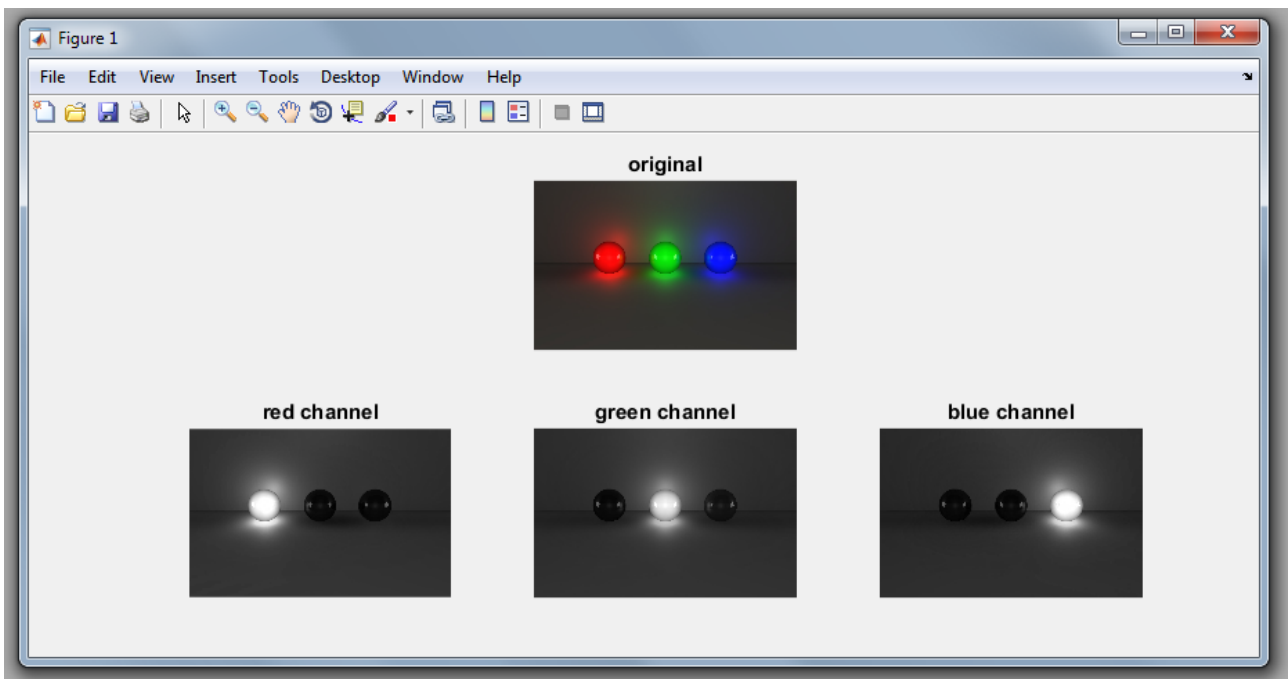 Figure 1
File Edit View Insert Tools Desktop Window Help
original
red channel green channel blue channel